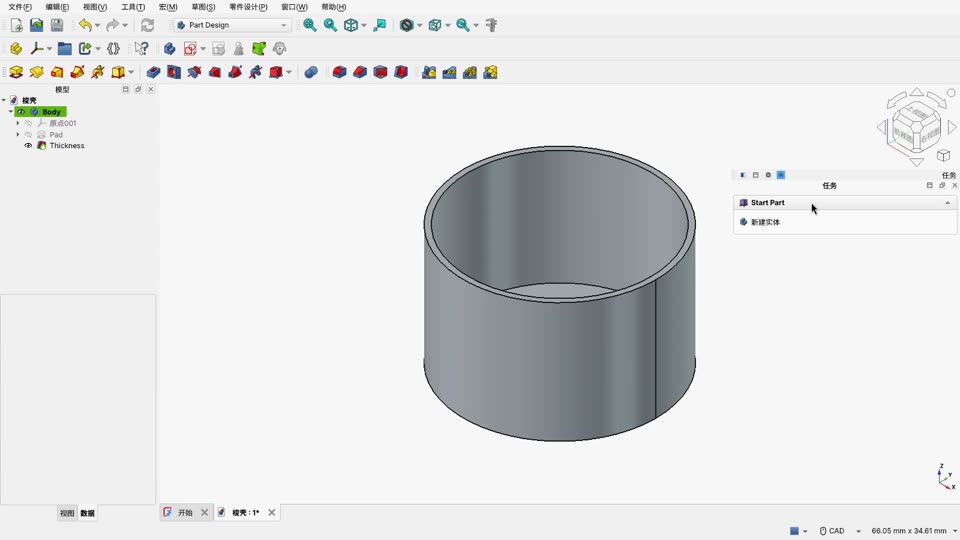 文件(F) 编辑(E) 视图(V) 工具(T) 宏(M) 草图(S) 零件设计(P) 窗口(W) 帮助(H)
Part Design
模型
梭壳
Body
原点001
Pad
Thickness
任务
任务
Start Part
新建实体
Z
Y
X
视图 数据
开始
梭壳 : 1*
CAD
66.05 mm x 34.61 mm